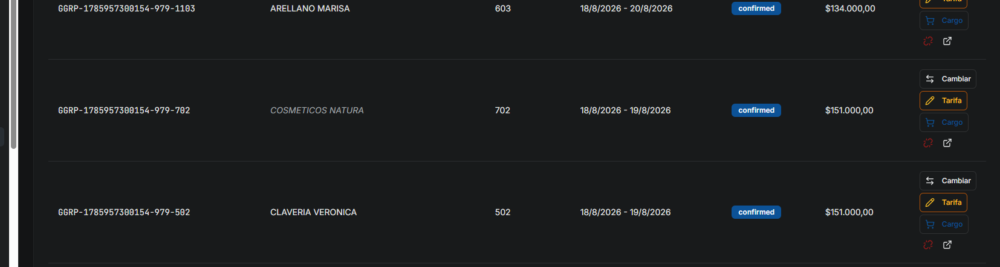 GGRP-1785957300154-979-1103 ARELLANO MARISA 603 18/8/2026 - 20/8/2026 confirmed $134.000,00
Tarifa
Cargo
Cambiar
Tarifa
GGRP-1785957300154-979-702 COSMETICOS NATURA 702 18/8/2026 - 19/8/2026 confirmed $151.000,00
Cargo
Cambiar
Tarifa
GGRP-1785957300154-979-502 CLAVERIA VERONICA 502 18/8/2026 - 19/8/2026 confirmed $151.000,00
Cargo